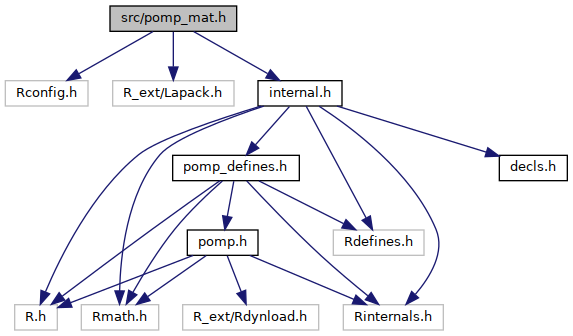 src/pomp_mat.h
Rconfig.h
R_ext/Lapack.h
internal.h
pomp_defines.h
decls.h
pomp.h
Rdefines.h
R.h
Rmath.h
R_ext/Rdynload.h
Rinternals.h